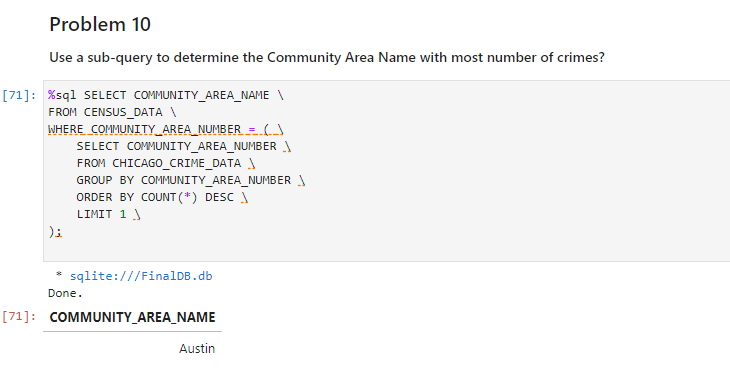 Problem 10
Use a sub-query to determine the Community Area Name with most number of crimes?
[71]: %sql SELECT COMMUNITY_AREA_NAME \
FROM CENSUS_DATA \
WHERE COMMUNITY_AREA_NUMBER = ( \
    SELECT COMMUNITY_AREA_NUMBER \
    FROM CHICAGO_CRIME_DATA \
    GROUP BY COMMUNITY_AREA_NUMBER \
    ORDER BY COUNT(*) DESC \
    LIMIT 1 \
);
* sqlite:///FinalDB.db
Done.
[71]: COMMUNITY_AREA_NAME
Austin